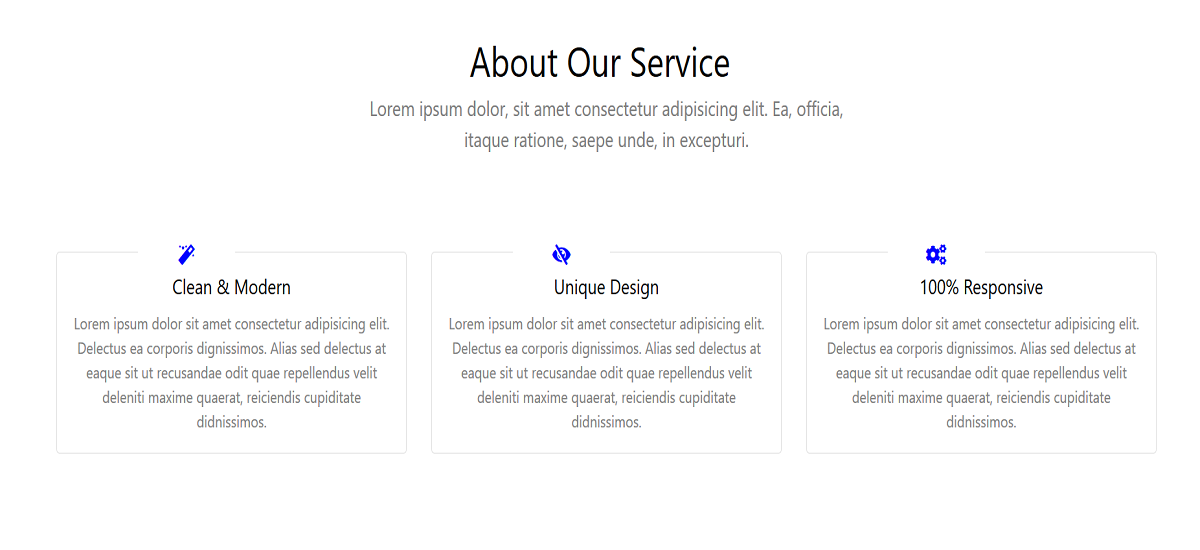 About Our Service
Lorem ipsum dolor, sit amet consectetur adipisicing elit. Ea, officia,
itaque ratione, saepe unde, in excepturi.
Clean & Modern
Lorem ipsum dolor sit amet consectetur adipisicing elit.
Delectus ea corporis dignissimos. Alias sed delectus at
eaque sit ut recusandae odit quae repellendus velit
deleniti maxime quaerat, reiciendis cupiditate
didnissimos.
Unique Design
Lorem ipsum dolor sit amet consectetur adipisicing elit.
Delectus ea corporis dignissimos. Alias sed delectus at
eaque sit ut recusandae odit quae repellendus velit
deleniti maxime quaerat, reiciendis cupiditate
didnissimos.
100% Responsive
Lorem ipsum dolor sit amet consectetur adipisicing elit.
Delectus ea corporis dignissimos. Alias sed delectus at
eaque sit ut recusandae odit quae repellendus velit
deleniti maxime quaerat, reiciendis cupiditate
didnissimos.